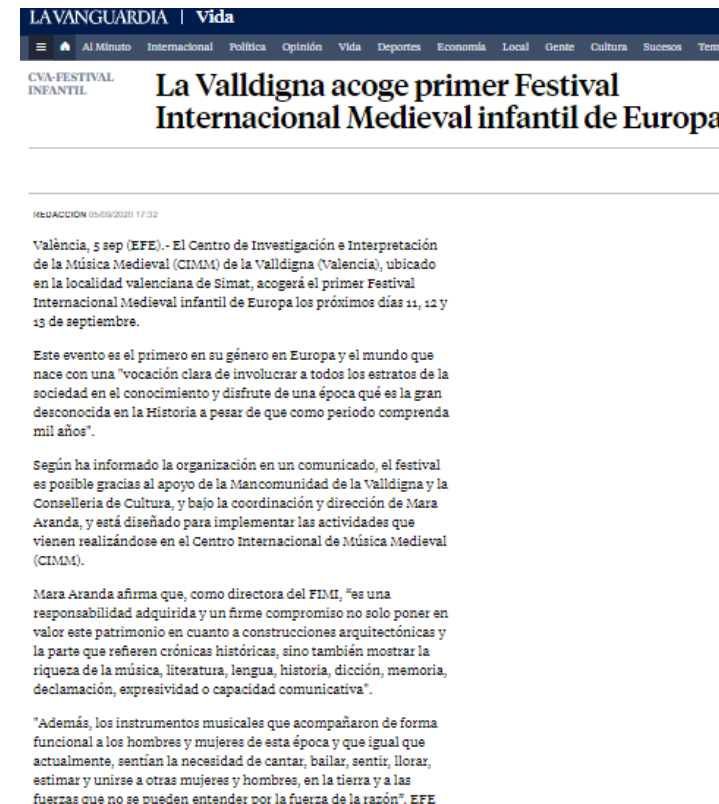 LAVANGUARDIA | Vida
Al Minuto Internacional Política Opinión Vida Deportes Economía Local Gente Cultura Sucesos Tem
CVA-FESTIVAL
INFANTIL
La Valldigna acoge primer Festival
Internacional Medieval infantil de Europa
REDACCIÓN 05/09/2020 17:32
València, 5 sep (EFE).- El Centro de Investigación e Interpretación
de la Música Medieval (CIMM) de la Valldigna (Valencia), ubicado
en la localidad valenciana de Simat, acogerá el primer Festival
Internacional Medieval infantil de Europa los próximos días 11, 12 y
13 de septiembre.
Este evento es el primero en su género en Europa y el mundo que
nace con una "vocación clara de involucrar a todos los estratos de la
sociedad en el conocimiento y disfrute de una época qué es la gran
desconocida en la Historia a pesar de que como periodo comprenda
mil años".
Según ha informado la organización en un comunicado, el festival
es posible gracias al apoyo de la Mancomunidad de la Valldigna y la
Conselleria de Cultura, y bajo la coordinación y dirección de Mara
Aranda, y está diseñado para implementar las actividades que
vienen realizándose en el Centro Internacional de Música Medieval
(CIMM).
Mara Aranda afirma que, como directora del FIMI, "es una
responsabilidad adquirida y un firme compromiso no solo poner en
valor este patrimonio en cuanto a construcciones arquitectónicas y
la parte que refieren crónicas históricas, sino también mostrar la
riqueza de la música, literatura, lengua, historia, dicción, memoria,
declamación, expresividad o capacidad comunicativa".
"Además, los instrumentos musicales que acompañaron de forma
funcional a los hombres y mujeres de esta época y que igual que
actualmente, sentían la necesidad de cantar, bailar, sentir, llorar,
estimar y unirse a otras mujeres y hombres, en la tierra y a las
fuerzas que no se pueden entender por la fuerza de la razón". EFE